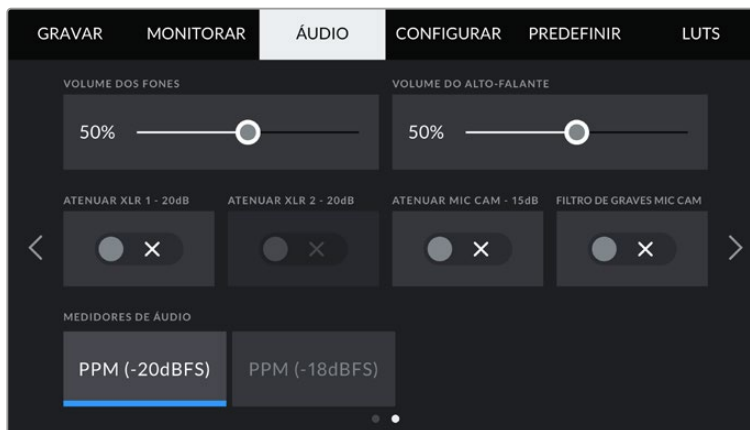 GRAVAR MONITORAR ÁUDIO CONFIGURAR PREDEFINIR LUTS
VOLUME DOS FONES VOLUME DO ALTO-FALANTE
50% 50%
ATENUAR XLR 1 - 20dB ATENUAR XLR 2 - 20dB ATENUAR MIC CAM - 15dB FILTRO DE GRAVES MIC CAM
MEDIDORES DE ÁUDIO
PPM (-20dBFS) PPM (-18dBFS)